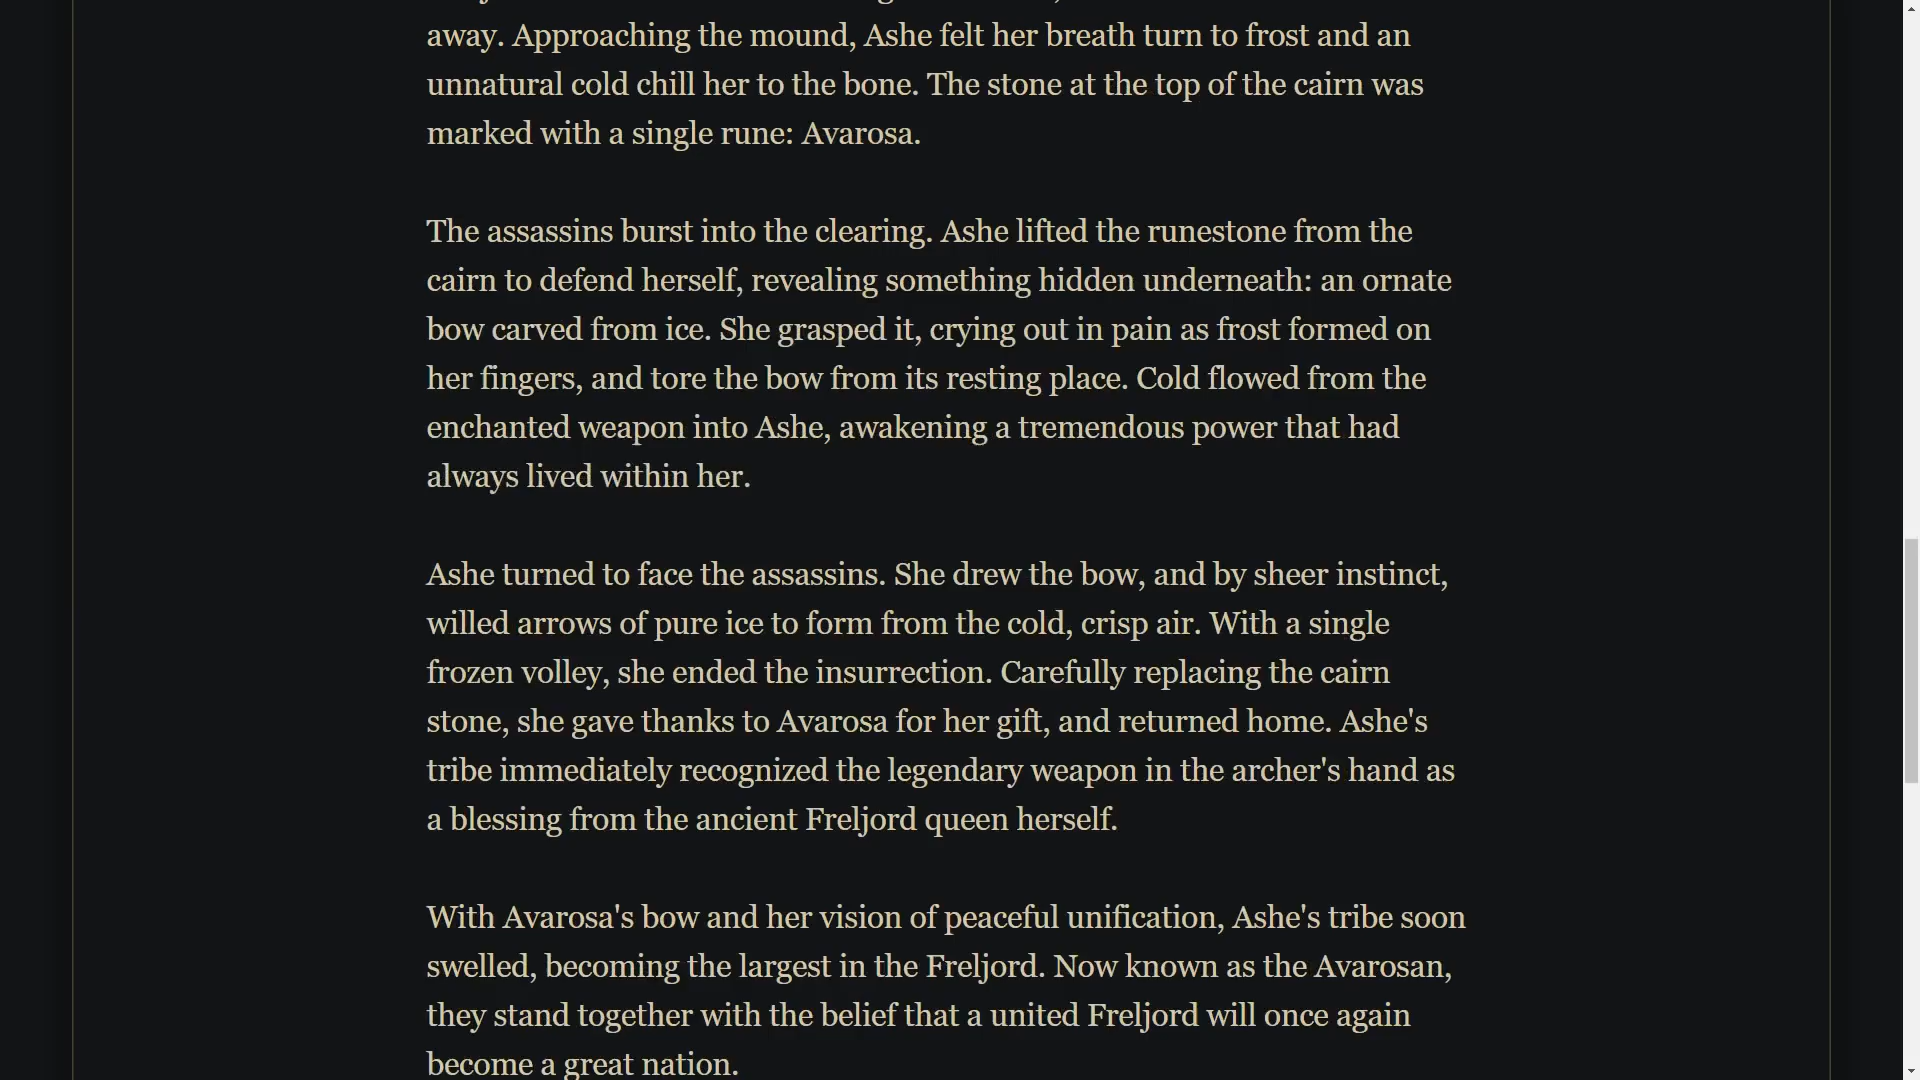 away. Approaching the mound, Ashe felt her breath turn to frost and an
unnatural cold chill her to the bone. The stone at the top of the cairn was
marked with a single rune: Avarosa.
The assassins burst into the clearing. Ashe lifted the runestone from the
cairn to defend herself, revealing something hidden underneath: an ornate
bow carved from ice. She grasped it, crying out in pain as frost formed on
her fingers, and tore the bow from its resting place. Cold flowed from the
enchanted weapon into Ashe, awakening a tremendous power that had
always lived within her.
Ashe turned to face the assassins. She drew the bow, and by sheer instinct,
willed arrows of pure ice to form from the cold, crisp air. With a single
frozen volley, she ended the insurrection. Carefully replacing the cairn
stone, she gave thanks to Avarosa for her gift, and returned home. Ashe's
tribe immediately recognized the legendary weapon in the archer's hand as
a blessing from the ancient Freljord queen herself.
With Avarosa's bow and her vision of peaceful unification, Ashe's tribe soon
swelled, becoming the largest in the Freljord. Now known as the Avarosan,
they stand together with the belief that a united Freljord will once again
become a great nation.